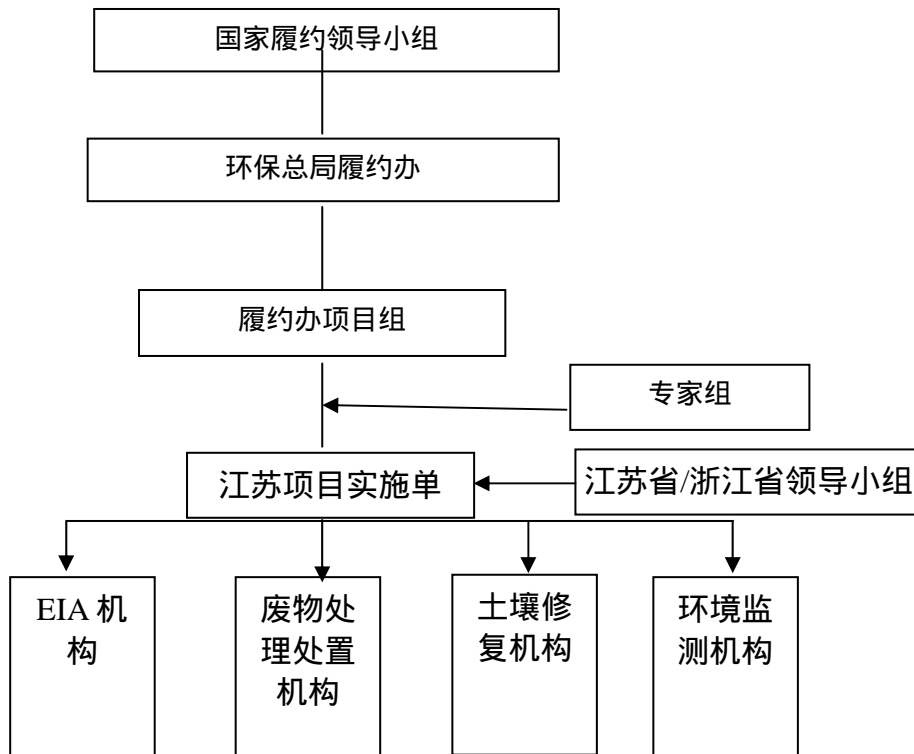 国家履约领导小组
环保总局履约办
履约办项目组
专家组
江苏项目实施单
江苏省/浙江省领导小组
EIA 机
构
废物处
理处置
机构
土壤修
复机构
环境监
测机构